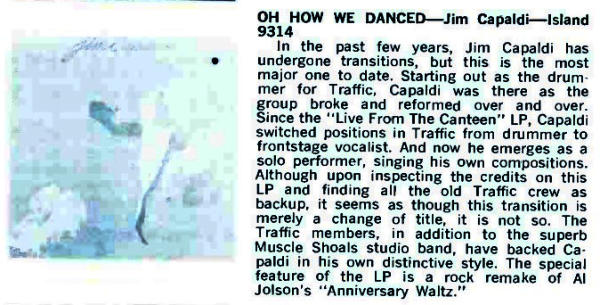 OH HOW WE DANCED—Jim Capaldi—Island
9314
In the past few years, Jim Capaldi has
undergone transitions, but this is the most
major one to date. Starting out as the drum-
mer for Traffic, Capaldi was there as the
group broke and reformed over and over.
Since the "Live From The Canteen" LP, Capaldi
switched positions in Traffic from drummer to
frontstage vocalist. And now he emerges as a
solo performer, singing his own compositions.
Although upon inspecting the credits on this
LP and finding all the old Traffic crew as
backup, it seems as though this transition is
merely a change of title, it is not so. The
Traffic members, in addition to the superb
Muscle Shoals studio band, have backed Ca-
paldi in his own distinctive style. The special
feature of the LP is a rock remake of Al
Jolson's "Anniversary Waltz."